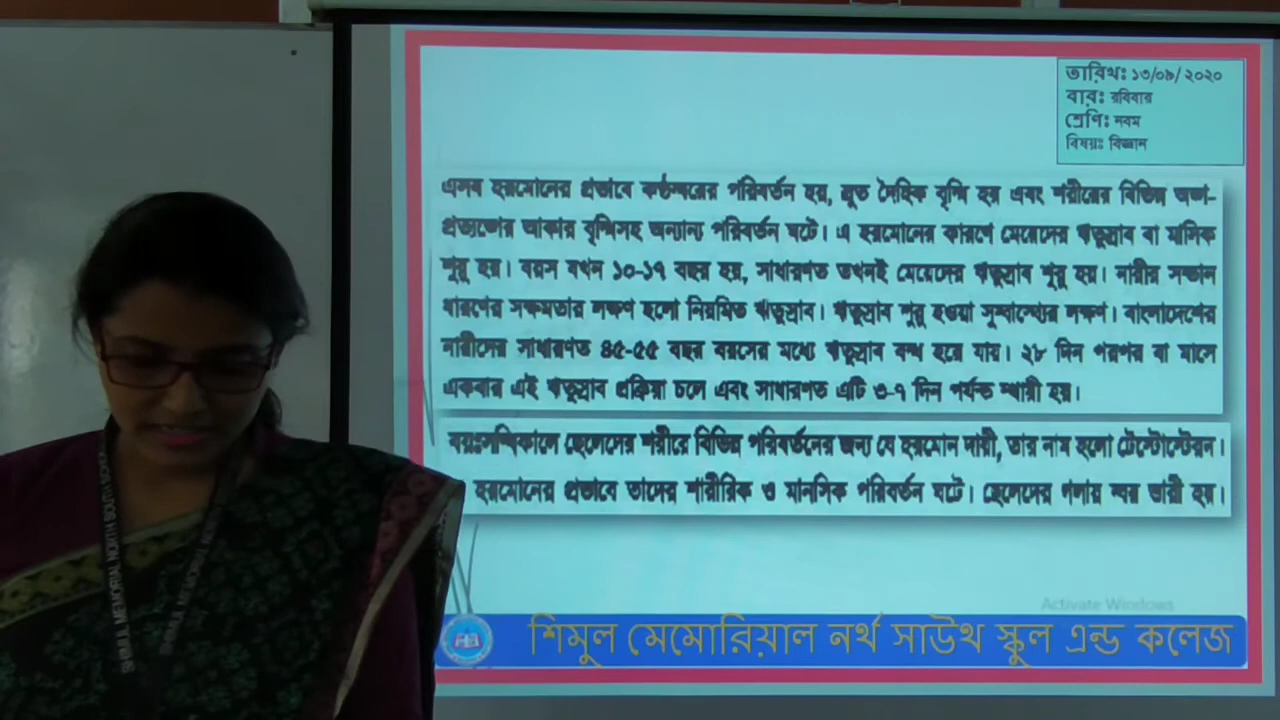 তারিখঃ ১৩/০৯/ ২০২০
বারঃ রবিবার
শ্রেণিঃ নবম
বিষয়ঃ বিজ্ঞান
এসব হরমোনের প্রভাবে কণ্ঠস্বরের পরিবর্তন হয়, দ্রুত দৈহিক বৃদ্ধি হয় এবং শরীরের বিভিন্ন অঙ্গ-
প্রত্যঙ্গের আকার বৃদ্ধিসহ অন্যান্য পরিবর্তন ঘটে। এ হরমোনের কারণে মেয়েদের ঋতুস্রাব বা মাসিক
শুরু হয়। বয়স যখন ১০-১৭ বছর হয়, সাধারণত তখনই মেয়েদের ঋতুস্রাব শুরু হয়। নারীর সন্তান
ধারণের সক্ষমতার লক্ষণ হলো নিয়মিত ঋতুস্রাব। ঋতুস্রাব শুরু হওয়া সুস্বাস্থ্যের লক্ষণ। বাংলাদেশের
নারীদের সাধারণত ৪৫-৫৫ বছর বয়সের মধ্যে ঋতুস্রাব বন্ধ হয়ে যায়। ২৮ দিন পরপর বা মাসে
একবার এই ঋতুস্রাব প্রক্রিয়া চলে এবং সাধারণত এটি ৩-৭ দিন পর্যন্ত স্থায়ী হয়।
বয়ঃসন্ধিকালে ছেলেদের শরীরে বিভিন্ন পরিবর্তনের জন্য যে হরমোন দায়ী, তার নাম হলো টেস্টোস্টেরন।
হরমোনের প্রভাবে তাদের শারীরিক ও মানসিক পরিবর্তন ঘটে। ছেলেদের গলার স্বর ভারী হয়।
Activate Windows
শিমুল মেমোরিয়াল নর্থ সাউথ স্কুল এন্ড কলেজ
MEMORIAL NORTH SOUTH